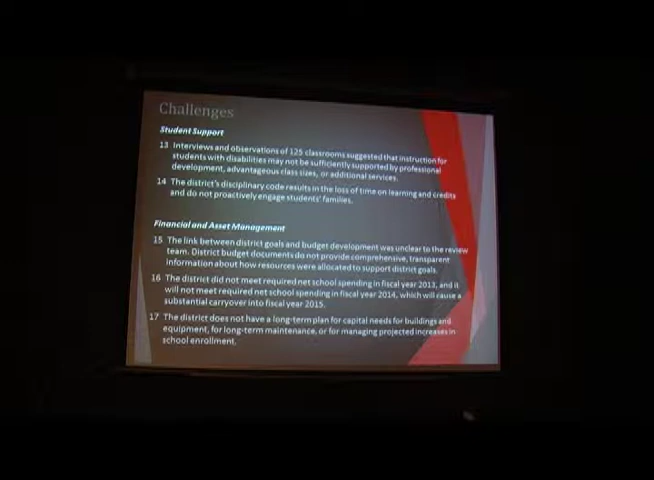 Challenges
Student Support
13 Interviews and observations of 125 classrooms suggested that instruction for
students with disabilities may not be sufficiently supported by professional
development, advantageous class sizes, or additional services.
14 The district's disciplinary code results in the loss of time on learning and credits
and do not proactively engage students' families.
Financial and Asset Management
15 The link between district goals and budget development was unclear to the review
team. District budget documents do not provide comprehensive, transparent
information about how resources were allocated to support district goals.
16 The district did not meet required net school spending in fiscal year 2013, and it
will not meet required net school spending in fiscal year 2014, which will cause a
substantial carryover into fiscal year 2015.
17 The district does not have a long-term plan for capital needs for buildings and
equipment, for long-term maintenance, or for managing projected increases in
school enrollment.